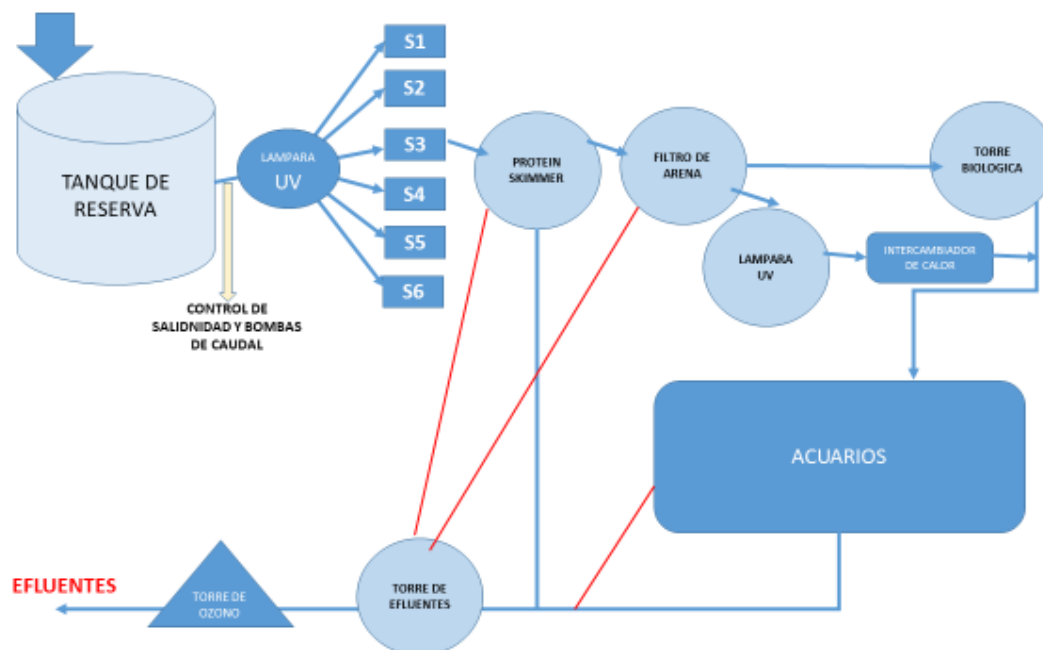 S1
S2
S3
S4
S5
S6
TANQUE DE
RESERVA
LAMPARA
UV
CONTROL DE
SALIDNIDAD Y BOMBAS
DE CAUDAL
PROTEIN
SKIMMER
FILTRO DE
ARENA
TORRE
BIOLOGICA
LAMPARA
UV
INTERCAMBIADOR
DE CALOR
ACUARIOS
EFLUENTES
TORRE DE
OZONO
TORRE DE
EFLUENTES